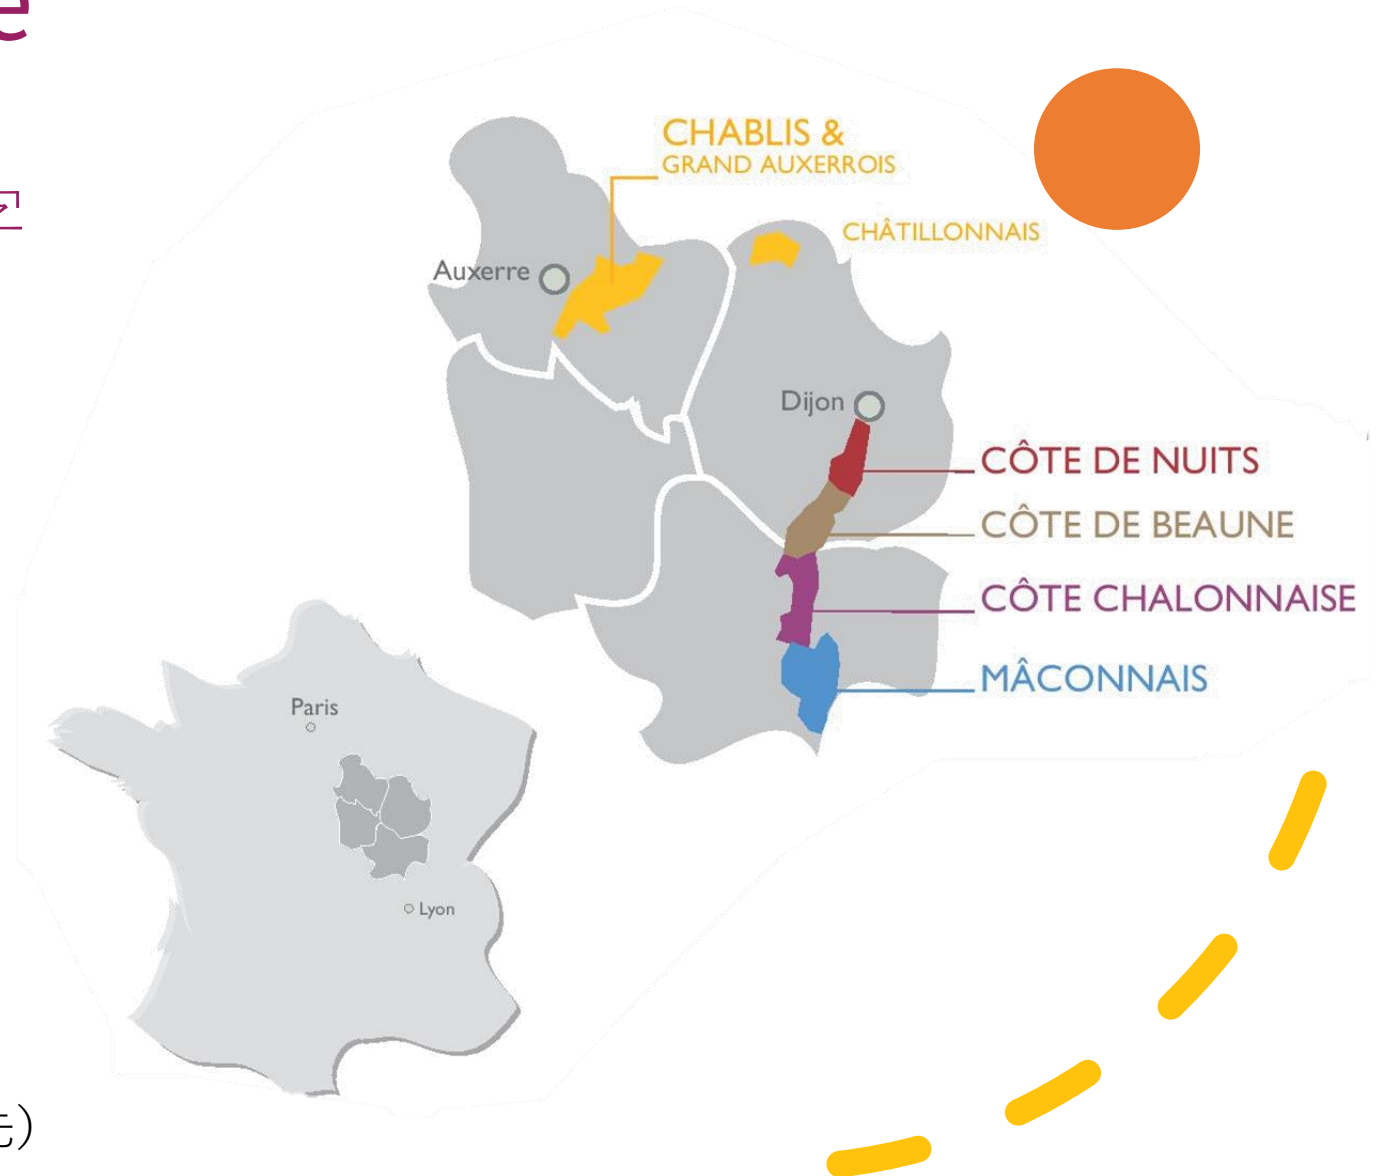 CHABLIS &
GRAND AUXERROIS
CHÂTILLONNAIS
Auxerre
Dijon
CÔTE DE NUITS
CÔTE DE BEAUNE
CÔTE CHALONNAISE
MÂCONNAIS
Paris
Lyon